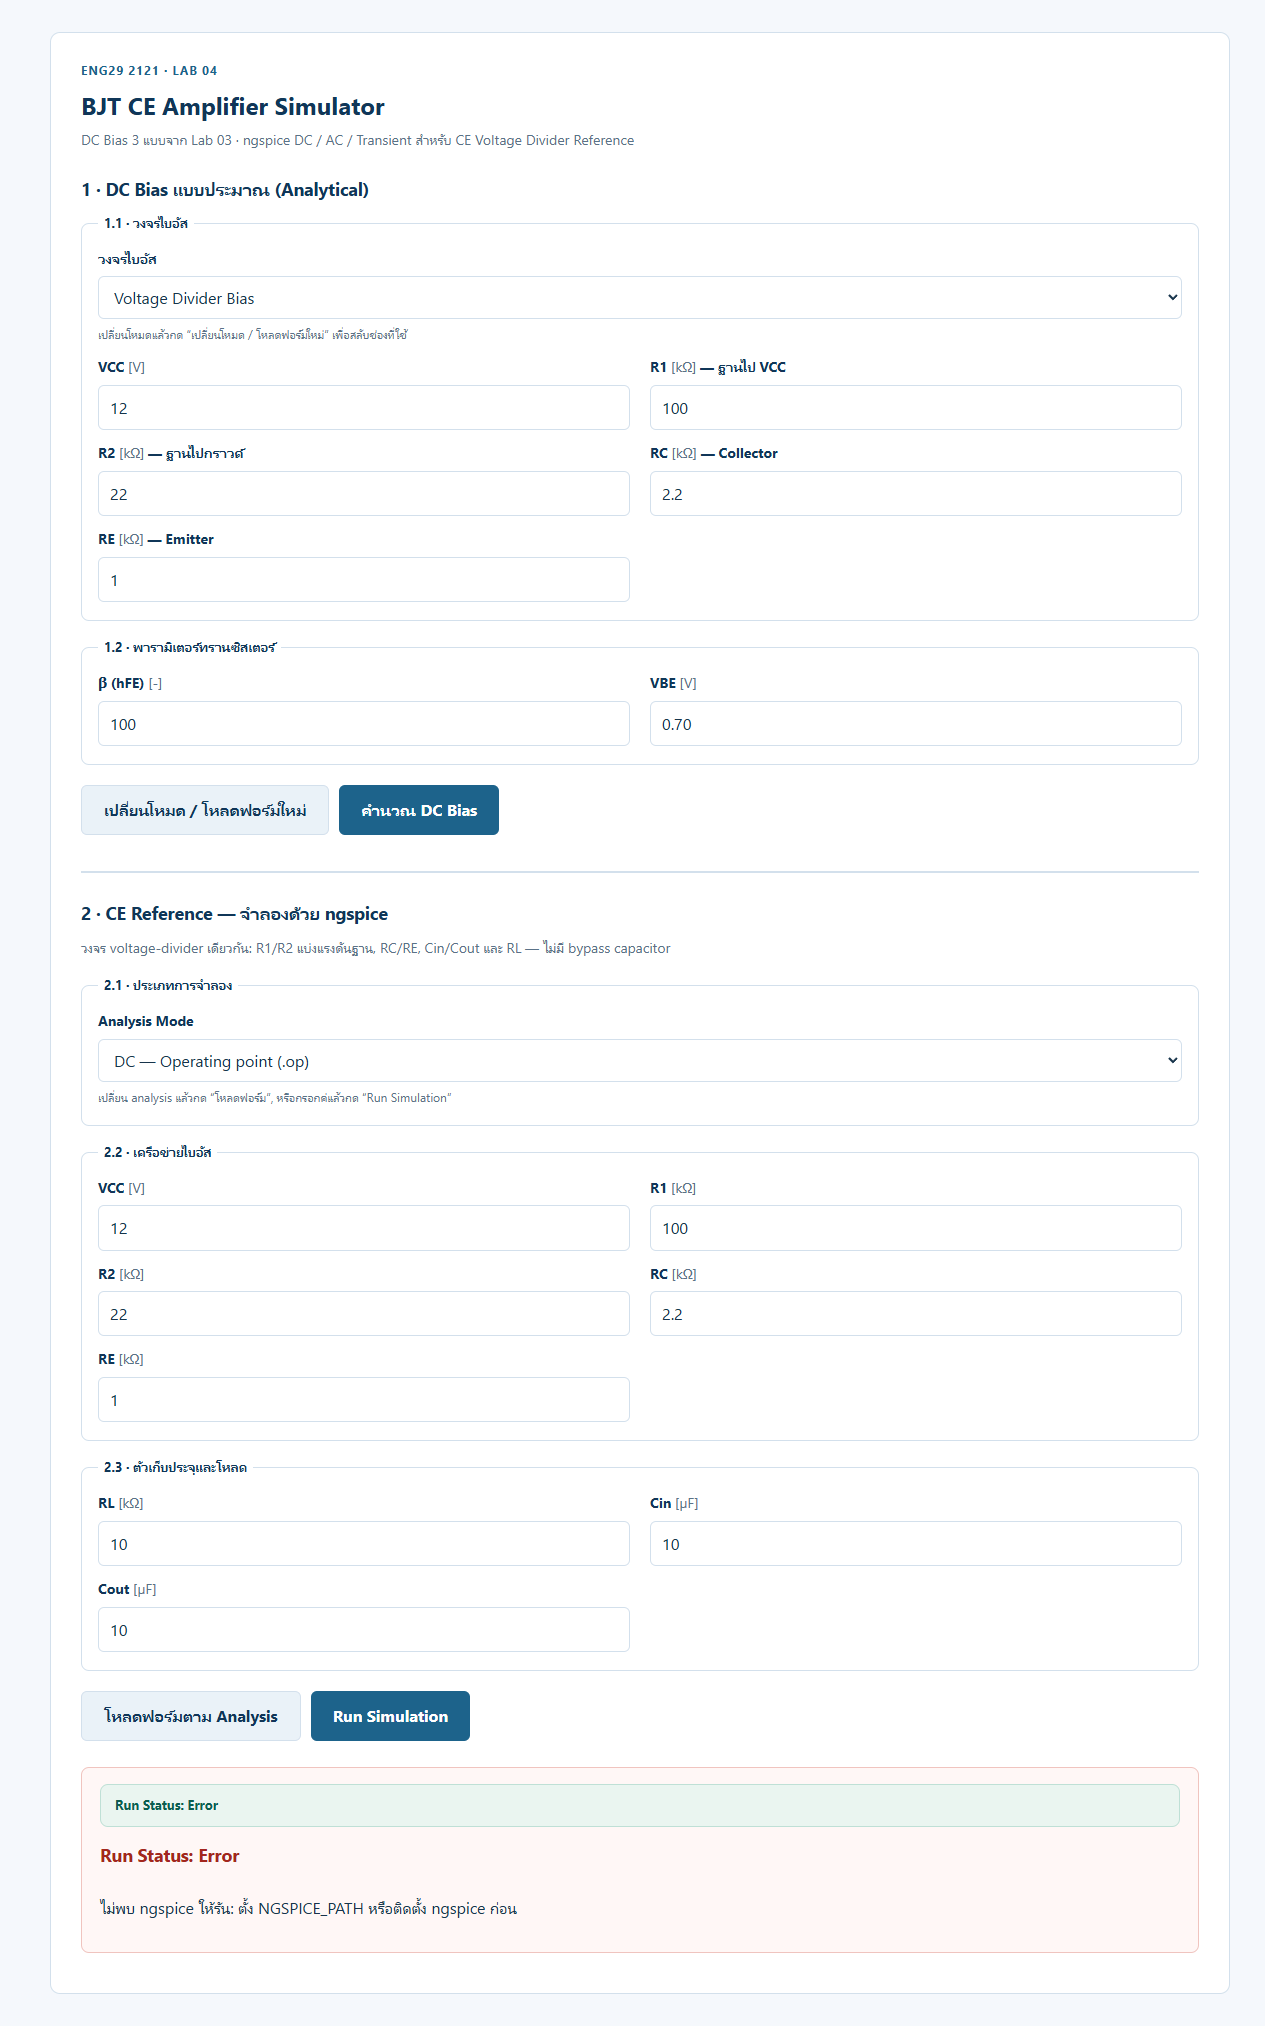 ENG29 2121 · LAB 04
BJT CE Amplifier Simulator
DC Bias 3 แบบจาก Lab 03 · ngspice DC / AC / Transient สำหรับ CE Voltage Divider Reference
1 · DC Bias แบบประมาณ (Analytical)
1.1 · วงจรไบอัส
วงจรไบอัส
Voltage Divider Bias
เปลี่ยนโหมดแล้วกด “เปลี่ยนโหมด / โหลดฟอร์มใหม่” เพื่อสลับช่องที่ใช้
VCC [V]
12
R1 [kΩ] — ฐานไป VCC
100
R2 [kΩ] — ฐานไปกราวด์
22
RC [kΩ] — Collector
2.2
RE [kΩ] — Emitter
1
1.2 · พารามิเตอร์ทรานซิสเตอร์
β (hFE) [-]
100
VBE [V]
0.70
เปลี่ยนโหมด / โหลดฟอร์มใหม่
คำนวณ DC Bias
2 · CE Reference — จำลองด้วย ngspice
วงจร voltage-divider เดียวกัน: R1/R2 แบ่งแรงดันฐาน, RC/RE, Cin/Cout และ RL — ไม่มี bypass capacitor
2.1 · ประเภทการจำลอง
Analysis Mode
DC — Operating point (.op)
เปลี่ยน analysis แล้วกด “โหลดฟอร์ม”, หรือกรอกค่แล้วกด “Run Simulation”
2.2 · เครือข่ายไบอัส
VCC [V]
12
R1 [kΩ]
100
R2 [kΩ]
22
RC [kΩ]
2.2
RE [kΩ]
1
2.3 · ตัวเก็บประจุและโหลด
RL [kΩ]
10
Cin [µF]
10
Cout [µF]
10
โหลดฟอร์มตาม Analysis
Run Simulation
Run Status: Error
Run Status: Error
ไม่พบ ngspice ให้รัน: ตั้ง NGSPICE_PATH หรือติดตั้ง ngspice ก่อน